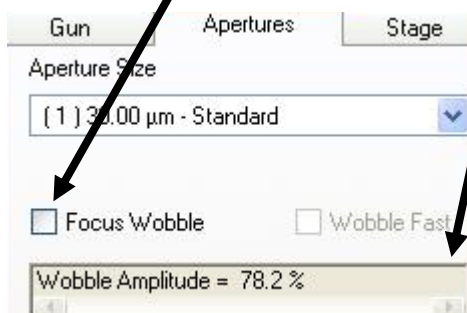 Gun Apertures Stage
Aperture Size
(1) 30.00 µm - Standard
Focus Wobble Wobble Fast
Wobble Amplitude = 78.2 %